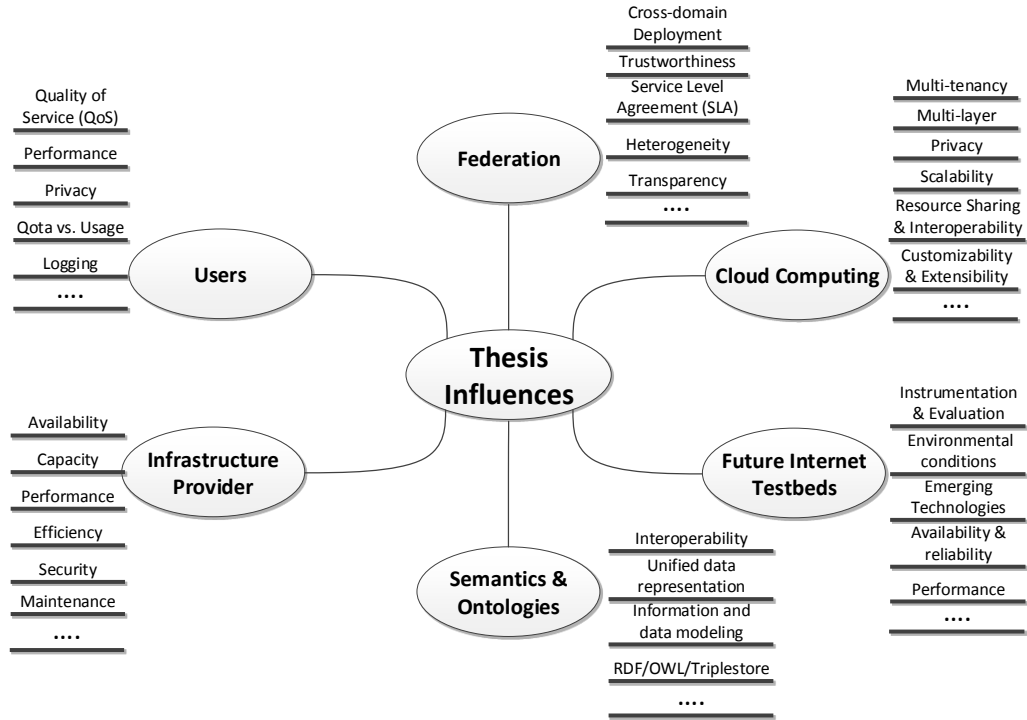 Thesis
Influences
Federation
Cross-domain
Deployment
Trustworthiness
Service Level
Agreement (SLA)
Heterogeneity
Transparency
....
Users
Quality of
Service (QoS)
Performance
Privacy
Qota vs. Usage
Logging
....
Cloud Computing
Multi-tenancy
Multi-layer
Privacy
Scalability
Resource Sharing
& Interoperability
Customizability
& Extensibility
....
Infrastructure
Provider
Availability
Capacity
Performance
Efficiency
Security
Maintenance
....
Future Internet
Testbeds
Instrumentation
& Evaluation
Environmental
conditions
Emerging
Technologies
Availability &
reliability
Performance
....
Semantics &
Ontologies
Interoperability
Unified data
representation
Information and
data modeling
RDF/OWL/Triplestore
....